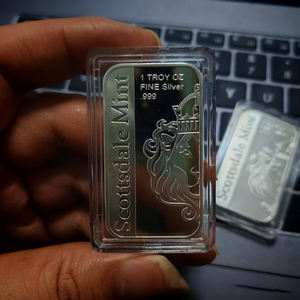 1 TROY OZ
FINE Silver
.999
Scottsdale Mint
Scottsdale Mint